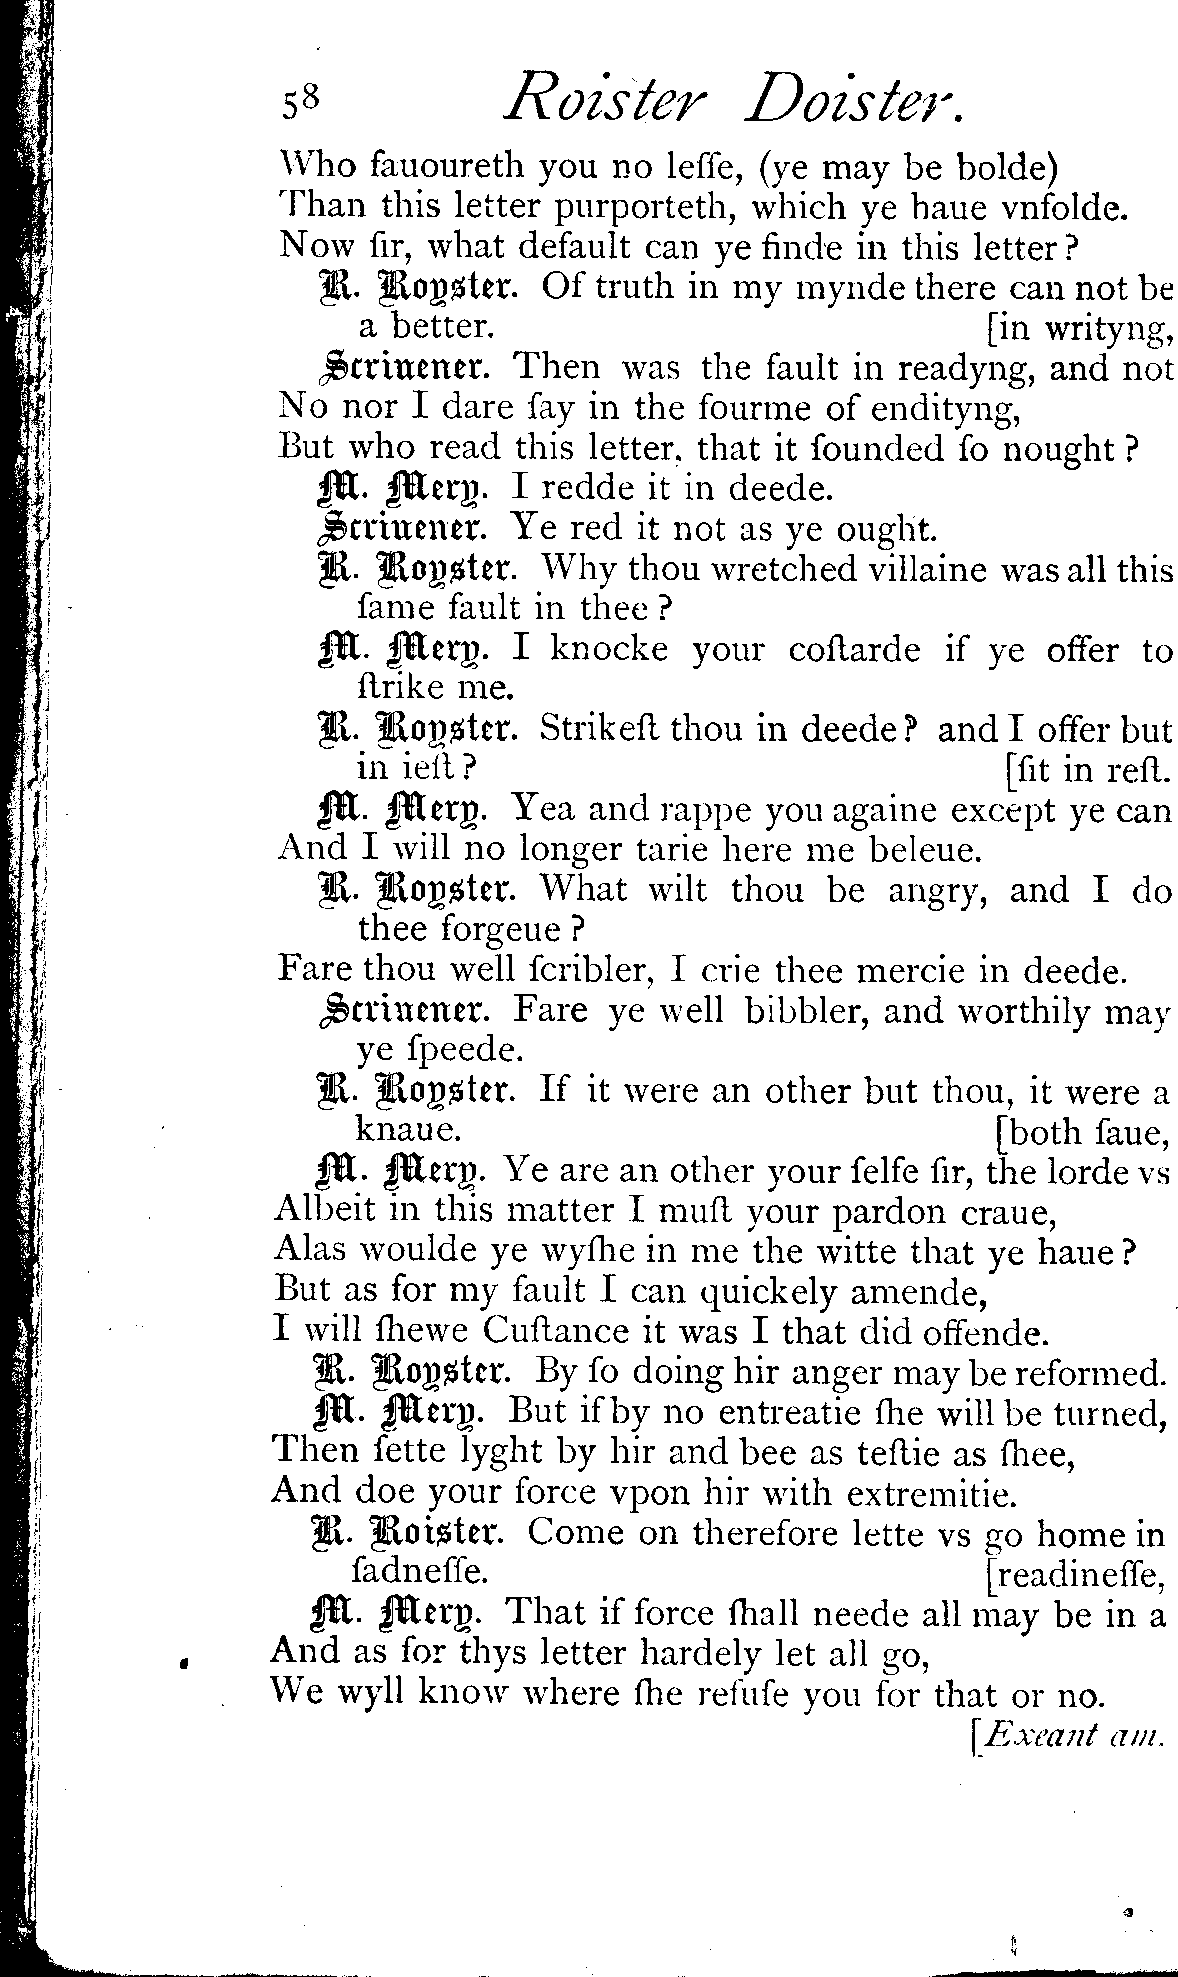 58 Roister Doister.
Who fauoureth you no leſſe, (ye may be bolde)
Than this letter purporteth, which ye haue vnfolde.
Now ſir, what default can ye finde in this letter?
R. Royster. Of truth in my mynde there can not be
a better. [in writyng,
Scriuener. Then was the fault in readyng, and not
No nor I dare ſay in the fourme of endityng,
But who read this letter, that it ſounded ſo nought?
M. Mery. I redde it in deede.
Scriuener. Ye red it not as ye ought.
R. Royster. Why thou wretched villaine was all this
ſame fault in thee?
M. Mery. I knocke your coſtarde if ye offer to
ſtrike me.
R. Royster. Strikeſt thou in deede? and I offer but
in ieſt? [ſit in reſt.
M. Mery. Yea and rappe you againe except ye can
And I will no longer tarie here me beleue.
R. Royster. What wilt thou be angry, and I do
thee forgeue?
Fare thou well ſcribler, I crie thee mercie in deede.
Scriuener. Fare ye well bibbler, and worthily may
ye ſpeede.
R. Royster. If it were an other but thou, it were a
knaue. [both ſaue,
M. Mery. Ye are an other your ſelfe ſir, the lorde vs
Albeit in this matter I muſt your pardon craue,
Alas woulde ye wyſhe in me the witte that ye haue?
But as for my fault I can quickely amende,
I will ſhewe Cuſtance it was I that did offende.
R. Royster. By ſo doing hir anger may be reformed.
M. Mery. But if by no entreatie ſhe will be turned,
Then ſette lyght by hir and bee as teſtie as ſhee,
And doe your force vpon hir with extremitie.
R. Roister. Come on therefore lette vs go home in
ſadneſſe. [readineſſe,
M. Mery. That if force ſhall neede all may be in a
And as for thys letter hardely let all go,
We wyll know where ſhe refuſe you for that or no.
[Exeant am.